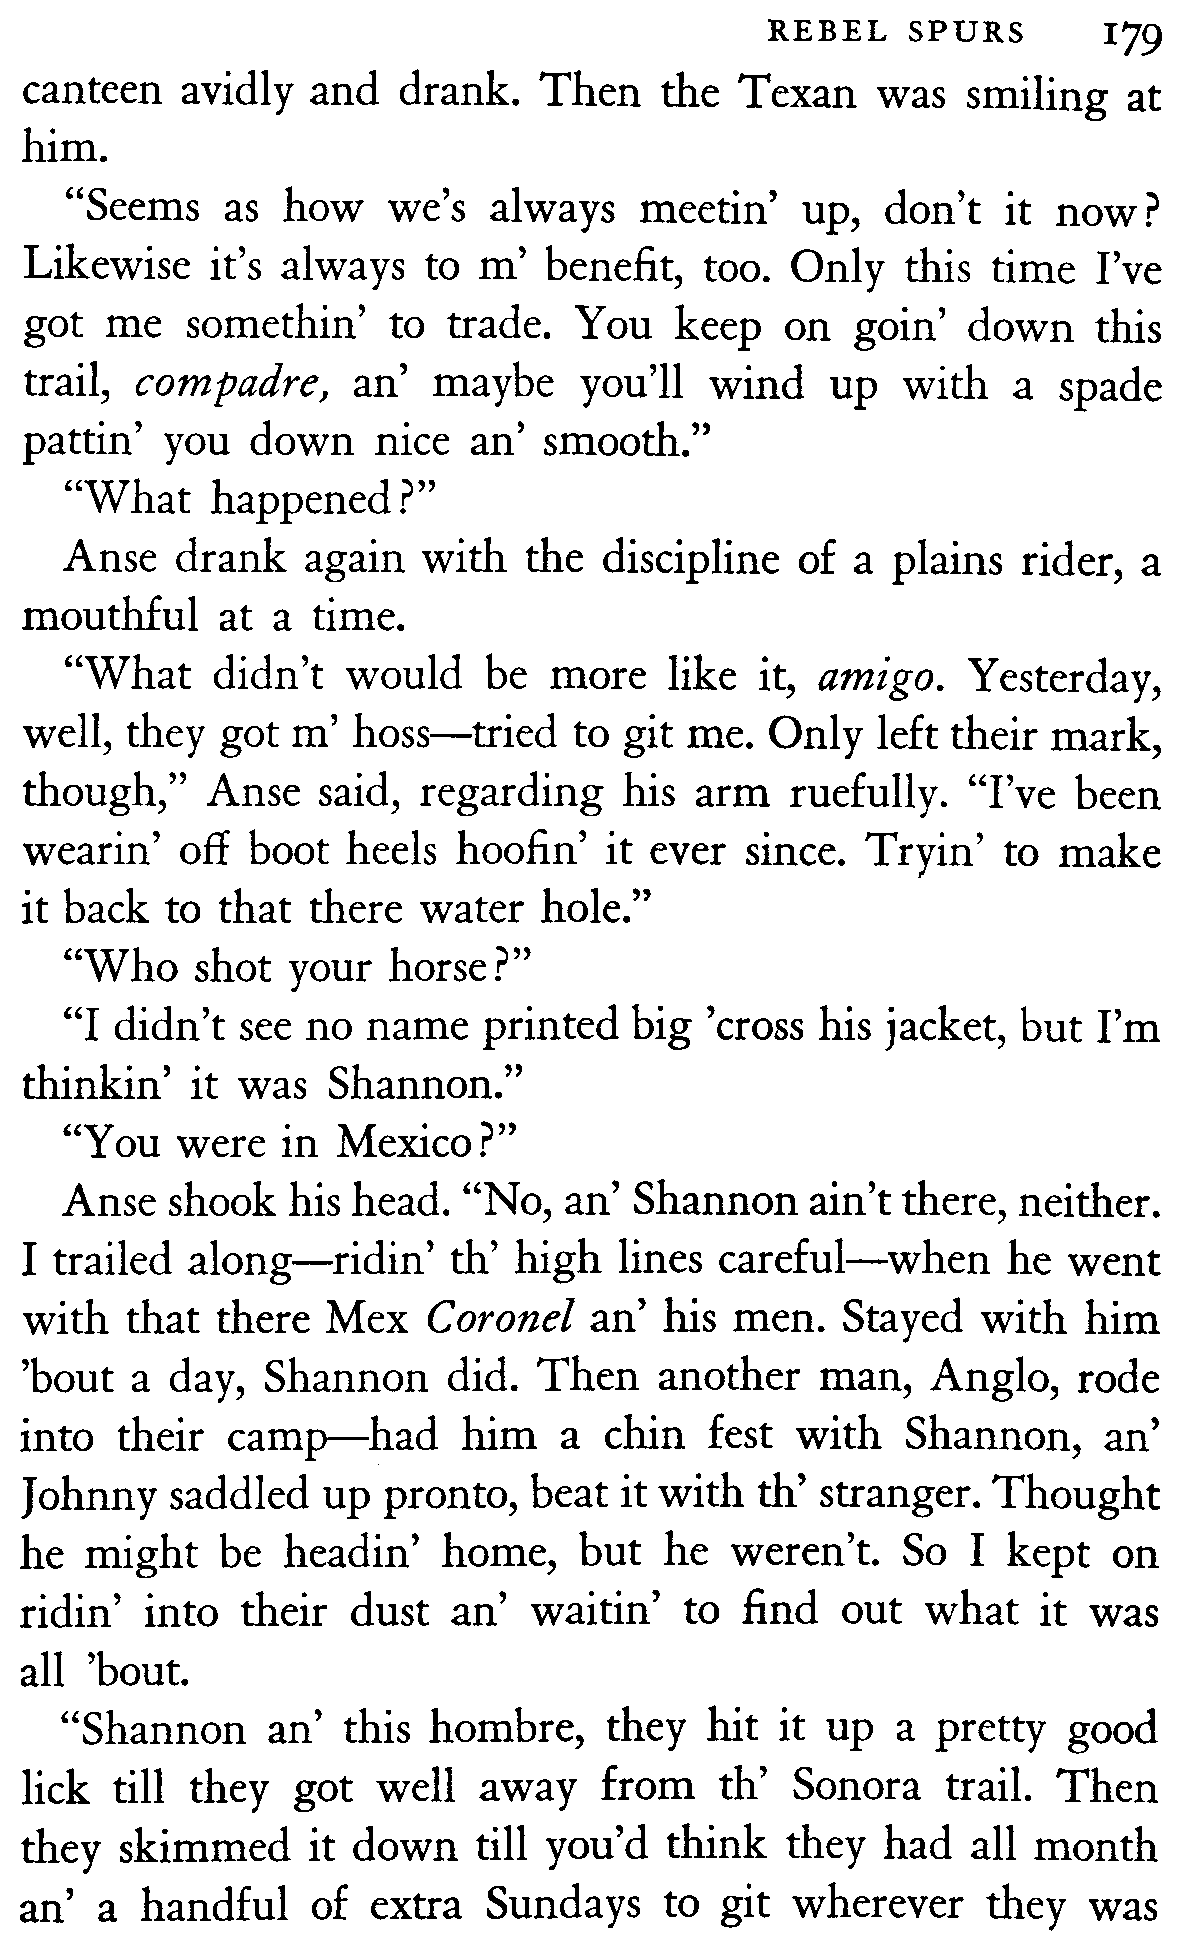 REBEL SPURS 179
canteen avidly and drank. Then the Texan was smiling at
him.
“Seems as how we’s always meetin’ up, don’t it now?
Likewise it’s always to m’ benefit, too. Only this time I’ve
got me somethin’ to trade. You keep on goin’ down this
trail, compadre, an’ maybe you’ll wind up with a spade
pattin’ you down nice an’ smooth.”
“What happened?”
Anse drank again with the discipline of a plains rider, a
mouthful at a time.
“What didn’t would be more like it, amigo. Yesterday,
well, they got m’ hoss—tried to git me. Only left their mark,
though,” Anse said, regarding his arm ruefully. “I’ve been
wearin’ off boot heels hoofin’ it ever since. Tryin’ to make
it back to that there water hole.”
“Who shot your horse?”
“I didn’t see no name printed big ’cross his jacket, but I’m
thinkin’ it was Shannon.”
“You were in Mexico?”
Anse shook his head. “No, an’ Shannon ain’t there, neither.
I trailed along—ridin’ th’ high lines careful—when he went
with that there Mex Coronel an’ his men. Stayed with him
’bout a day, Shannon did. Then another man, Anglo, rode
into their camp—had him a chin fest with Shannon, an’
Johnny saddled up pronto, beat it with th’ stranger. Thought
he might be headin’ home, but he weren’t. So I kept on
ridin’ into their dust an’ waitin’ to find out what it was
all ’bout.
“Shannon an’ this hombre, they hit it up a pretty good
lick till they got well away from th’ Sonora trail. Then
they skimmed it down till you’d think they had all month
an’ a handful of extra Sundays to git wherever they was